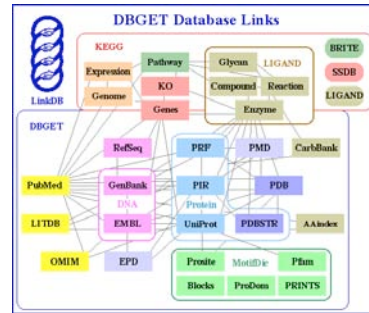 DBGET Database Links
KEGG
Pathway
Glycan
LIGAND
BRITE
Expression
KO
Compound
Reaction
SSDB
LinkDB
Genome
Genes
Enzyme
LIGAND
DBGET
RefSeq
PRF
PMD
CarbBank
PubMed
GenBank
PIR
PDB
DNA
Protein
LITDB
EMBL
UniProt
PDBSTR
AAindex
OMIM
EPD
Prosite
MotifDic
Pfam
Blocks
ProDom
PRINTS